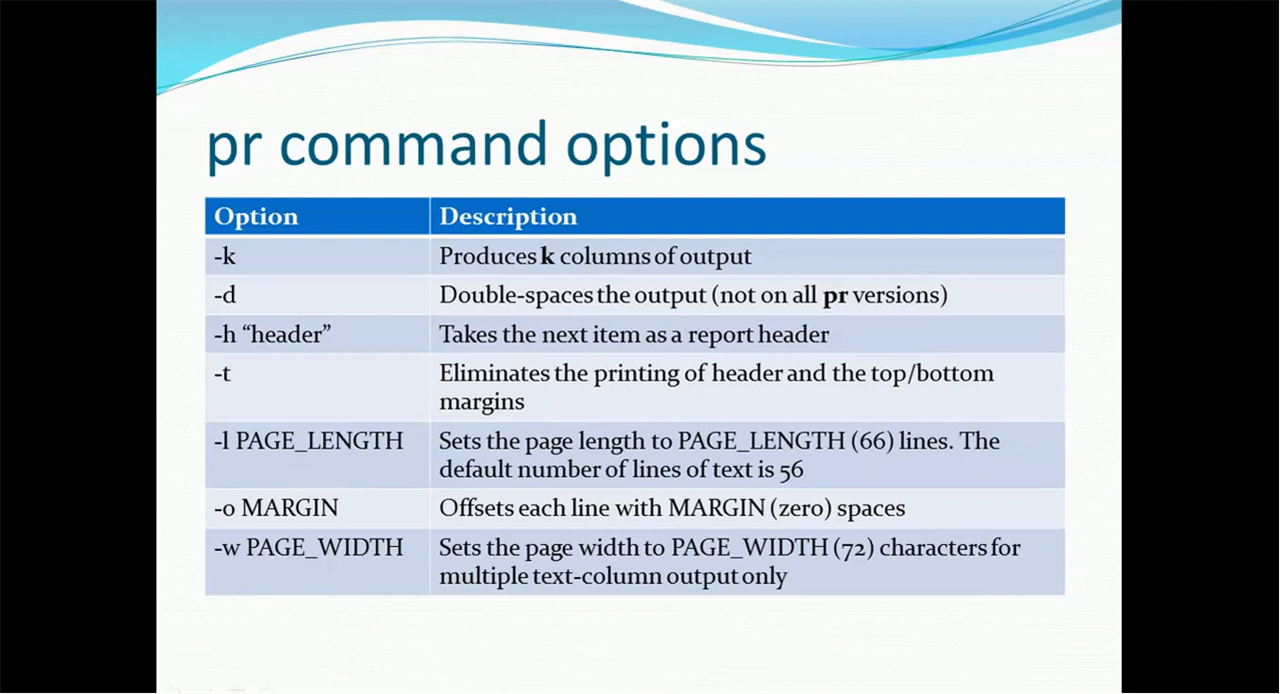 pr command options
Option Description
-k Produces k columns of output
-d Double-spaces the output (not on all pr versions)
-h “header” Takes the next item as a report header
-t Eliminates the printing of header and the top/bottom
margins
-l PAGE_LENGTH Sets the page length to PAGE_LENGTH (66) lines. The
default number of lines of text is 56
-o MARGIN Offsets each line with MARGIN (zero) spaces
-w PAGE_WIDTH Sets the page width to PAGE_WIDTH (72) characters for
multiple text-column output only